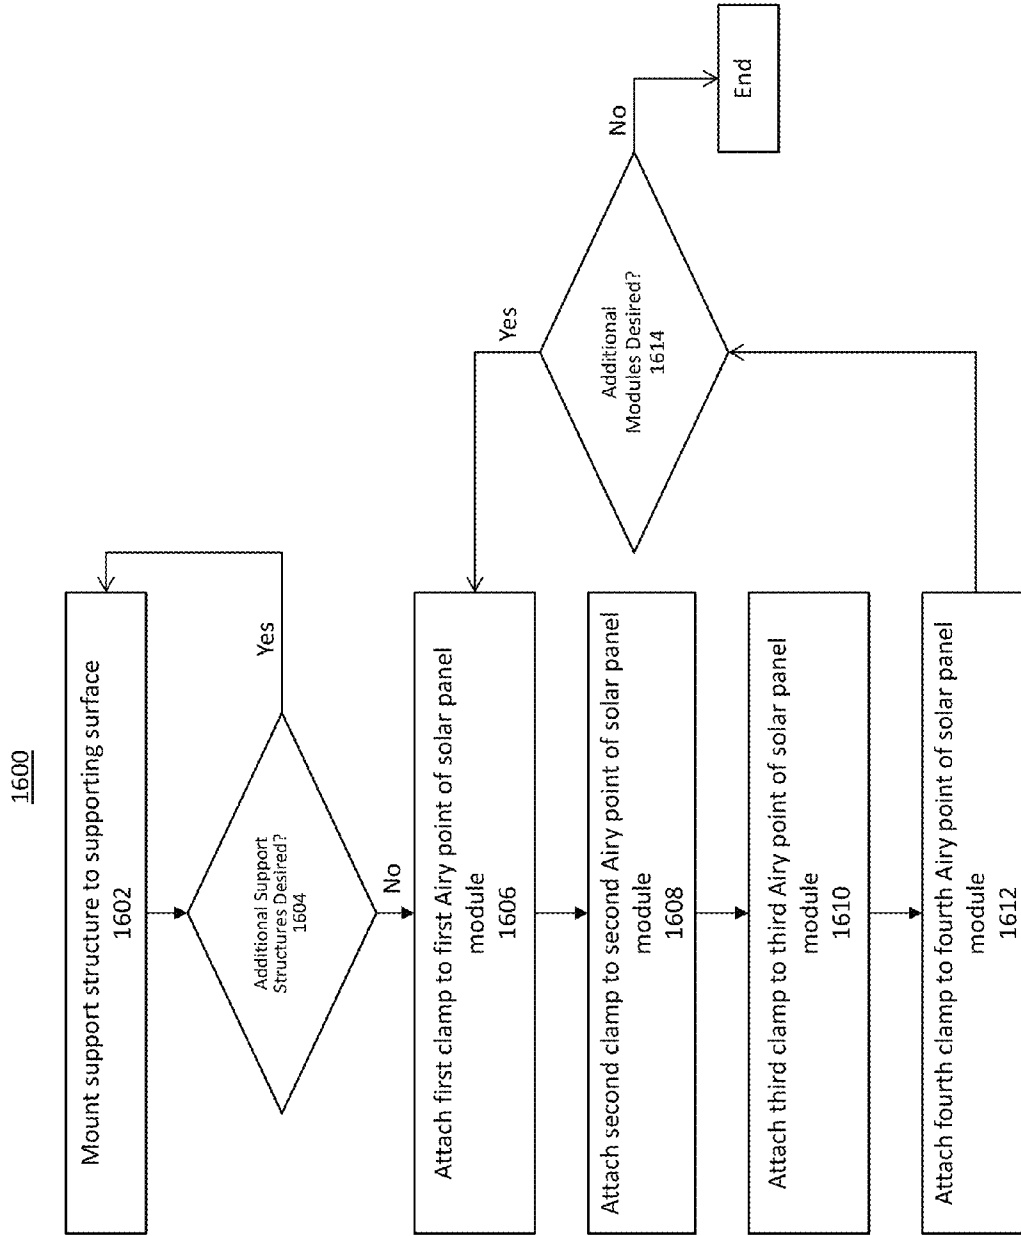 1600
Mount support structure to supporting surface
1602
Additional Support
Structures Desired?
1604
Yes
No
Attach first clamp to first Airy point of solar panel
module
1606
Attach second clamp to second Airy point of solar panel
module
1608
Attach third clamp to third Airy point of solar panel
module
1610
Attach fourth clamp to fourth Airy point of solar panel
module
1612
Additional
Modules Desired?
1614
Yes
No
End